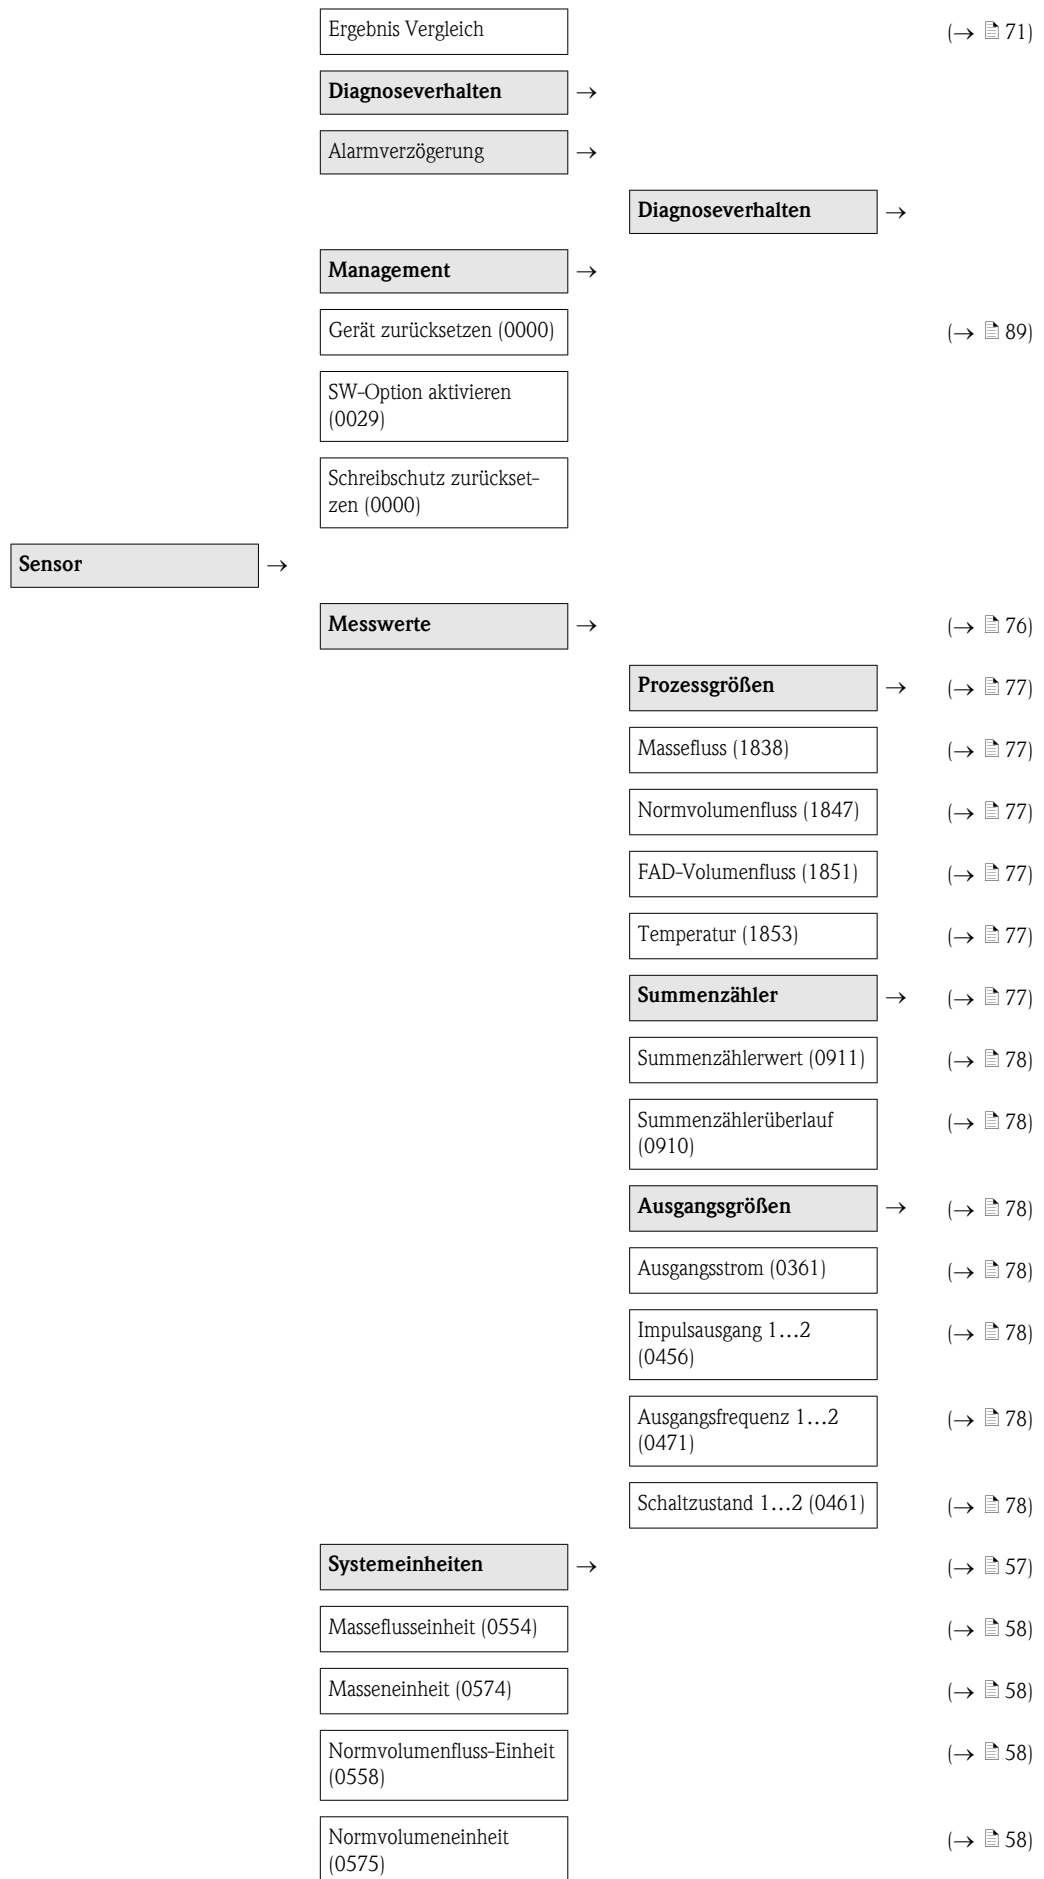 Ergebnis Vergleich (→ 71)
Diagnoseverhalten →
Alarmverzögerung →
Diagnoseverhalten →
Management →
Gerät zurücksetzen (0000) (→ 89)
SW-Option aktivieren
(0029)
Schreibschutz zurückset-
zen (0000)
Sensor →
Messwerte → (→ 76)
Prozessgrößen → (→ 77)
Massefluss (1838) (→ 77)
Normvolumenfluss (1847) (→ 77)
FAD-Volumenfluss (1851) (→ 77)
Temperatur (1853) (→ 77)
Summenzähler → (→ 77)
Summenzählerwert (0911) (→ 78)
Summenzählerüberlauf (→ 78)
(0910)
Ausgangsgrößen → (→ 78)
Ausgangsstrom (0361) (→ 78)
Impulsausgang 1...2 (→ 78)
(0456)
Ausgangsfrequenz 1...2 (→ 78)
(0471)
Schaltzustand 1...2 (0461) (→ 78)
Systemeinheiten → (→ 57)
Masseflusseinheit (0554) (→ 58)
Masseneinheit (0574) (→ 58)
Normvolumenfluss-Einheit (→ 58)
(0558)
Normvolumeneinheit (→ 58)
(0575)